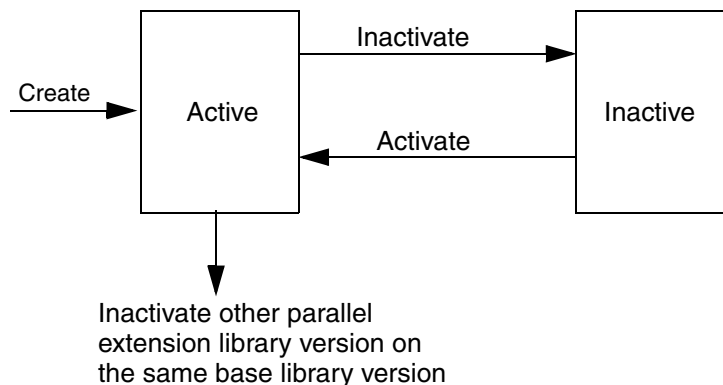 Inactivate
Create
Active
Inactive
Activate
Inactivate other parallel
extension library version on
the same base library version